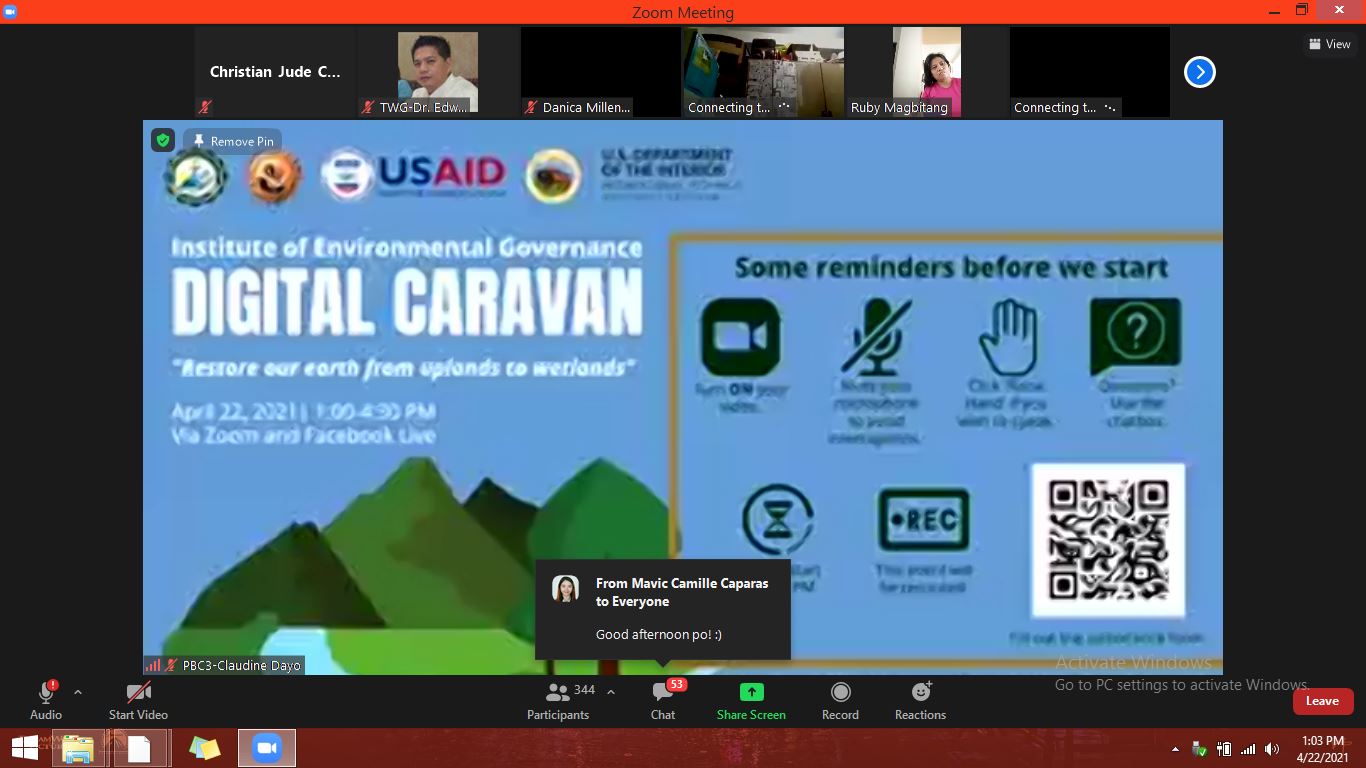 Zoom Meeting
View
Christian Jude C...
TWG-Dr. Edw...
Danica Millen...
Connecting t...
Ruby Magbitang
Connecting t...
Remove Pin
USAID
U.S. DEPARTMENT
OF THE INTERIOR
Institute of Environmental Governance
DIGITAL CARAVAN
"Restore our earth from uplands to wetlands"
April 22, 2021 | 1:00-4:30 PM
Via Zoom and Facebook Live
Some reminders before we start
Turn ON your
video.
Mute your
microphone
to avoid
Click Raise
Hand if you
wish to speak.
Questions?
Use the
chatbox.
REC
This event will
be recorded.
Fill out the attendance form
From Mavic Camille Caparas
to Everyone
Good afternoon po! :)
PBC3-Claudine Dayo
Activate Windows
Go to PC settings to activate Windows.
Audio
Start Video
344
Participants
53
Chat
Share Screen
Record
Reactions
Leave
1:03 PM
4/22/2021